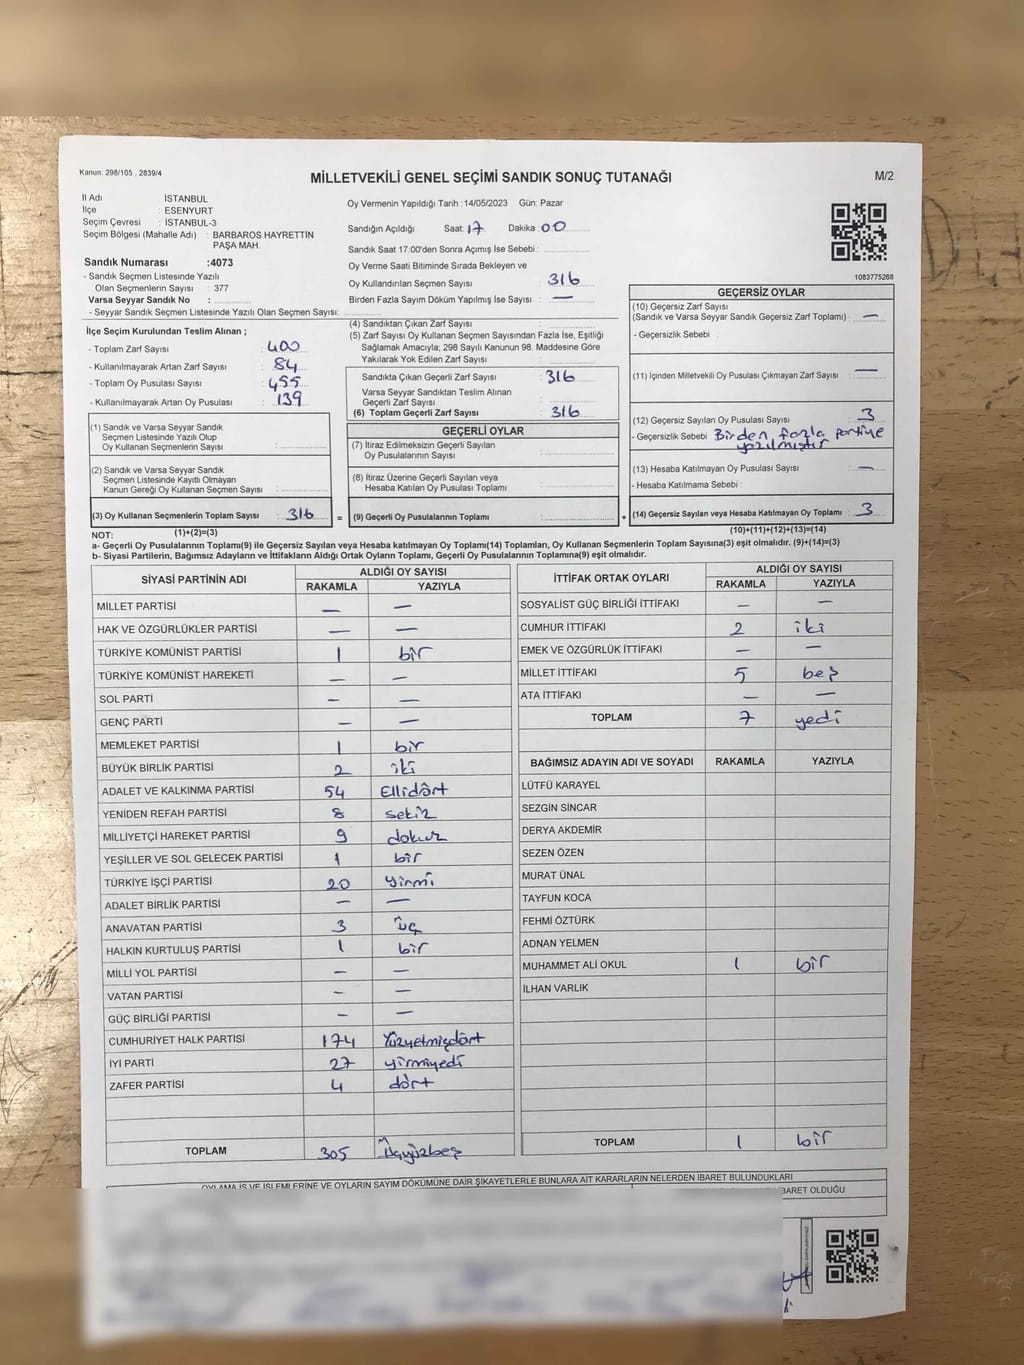 Kanun. 298/105 , 2839/4
MİLLETVEKİLİ GENEL SEÇİMİ SANDIK SONUÇ TUTANAĞI
M/2
İl Adı : İSTANBUL
İlçe : ESENYURT
Seçim Çevresi : İSTANBUL-3
Seçim Bölgesi (Mahalle Adı) : BARBAROS HAYRETTİN
PAŞA MAH.
Sandık Numarası :4073
- Sandık Seçmen Listesinde Yazılı
Olan Seçmenlerin Sayısı : 377
Varsa Seyyar Sandık No :
- Seyyar Sandık Seçmen Listesinde Yazılı Olan Seçmen Sayısı:
Oy Vermenin Yapıldığı Tarih :14/05/2023 Gün: Pazar
Sandığın Açıldığı Saat: 17 Dakika: 00
Sandık Saat 17:00'den Sonra Açımış İse Sebebi :
Oy Verme Saati Bitiminde Sırada Bekleyen ve
Oy Kullandırılan Seçmen Sayısı : 316
Birden Fazla Sayım Döküm Yapılmış İse Sayısı : —
1083775268
İlçe Seçim Kurulundan Teslim Alınan ;
- Toplam Zarf Sayısı : 400
- Kullanılmayarak Artan Zarf Sayısı : 84
- Toplam Oy Pusulası Sayısı : 455
- Kullanılmayarak Artan Oy Pusulası : 139
(4) Sandıktan Çıkan Zarf Sayısı :
(5) Zarf Sayısı Oy Kullanan Seçmen Sayısından Fazla İse, Eşitliği
Sağlamak Amacıyla; 298 Sayılı Kanunun 98. Maddesine Göre
Yakılarak Yok Edilen Zarf Sayısı :
Sandıkta Çıkan Geçerli Zarf Sayısı : 316
Varsa Seyyar Sandıktan Teslim Alınan
Geçerli Zarf Sayısı :
(6) Toplam Geçerli Zarf Sayısı : 316
GEÇERSİZ OYLAR
(10) Geçersiz Zarf Sayısı
(Sandık ve Varsa Seyyar Sandık Geçersiz Zarf Toplamı) : —
- Geçersizlik Sebebi :
(11) İçinden Milletvekili Oy Pusulası Çıkmayan Zarf Sayısı : —
(12) Geçersiz Sayılan Oy Pusulası Sayısı : 3
- Geçersizlik Sebebi : Birden fazla partiye
yazılmıştır
(13) Hesaba Katılmayan Oy Pusulası Sayısı : —
- Hesaba Katılmama Sebebi :
(14) Geçersiz Sayılan veya Hesaba Katılmayan Oy Toplamı : 3
(10)+(11)+(12)+(13)=(14)
(1) Sandık ve Varsa Seyyar Sandık
Seçmen Listesinde Yazılı Olup
Oy Kullanan Seçmenlerin Sayısı :
(2) Sandık ve Varsa Seyyar Sandık
Seçmen Listesinde Kayıtlı Olmayan
Kanun Gereği Oy Kullanan Seçmen Sayısı :
(3) Oy Kullanan Seçmenlerin Toplam Sayısı : 316
(1)+(2)=(3)
GEÇERLİ OYLAR
(7) İtiraz Edilmeksizin Geçerli Sayılan
Oy Pusulalarının Sayısı :
(8) İtiraz Üzerine Geçerli Sayılan veya
Hesaba Katılan Oy Pusulası Toplamı :
= (9) Geçerli Oy Pusulalarının Toplamı : +
NOT:
a- Geçerli Oy Pusulalarının Toplamı(9) ile Geçersiz Sayılan veya Hesaba katılmayan Oy Toplamı(14) Toplamları, Oy Kullanan Seçmenlerin Toplam Sayısına(3) eşit olmalıdır. (9)+(14)=(3)
b- Siyasi Partilerin, Bağımsız Adayların ve İttifakların Aldığı Ortak Oyların Toplamı, Geçerli Oy Pusulalarının Toplamına(9) eşit olmalıdır.
SİYASİ PARTİNİN ADI ALDIĞI OY SAYISI
RAKAMLA YAZIYLA
MİLLET PARTİSİ — —
HAK VE ÖZGÜRLÜKLER PARTİSİ — —
TÜRKİYE KOMÜNİST PARTİSİ 1 bir
TÜRKİYE KOMÜNİST HAREKETİ — —
SOL PARTİ — —
GENÇ PARTİ — —
MEMLEKET PARTİSİ 1 bir
BÜYÜK BİRLİK PARTİSİ 2 iki
ADALET VE KALKINMA PARTİSİ 54 Ellidört
YENİDEN REFAH PARTİSİ 8 sekiz
MİLLİYETÇİ HAREKET PARTİSİ 9 dokuz
YEŞİLLER VE SOL GELECEK PARTİSİ 1 bir
TÜRKİYE İŞÇİ PARTİSİ 20 yirmi
ADALET BİRLİK PARTİSİ — —
ANAVATAN PARTİSİ 3 üç
HALKIN KURTULUŞ PARTİSİ 1 bir
MİLLİ YOL PARTİSİ — —
VATAN PARTİSİ — —
GÜÇ BİRLİĞİ PARTİSİ — —
CUMHURİYET HALK PARTİSİ 174 Yüzyetmişdört
İYİ PARTİ 27 yirmiyedi
ZAFER PARTİSİ 4 dört
TOPLAM 305 Üçyüzbeş
İTTİFAK ORTAK OYLARI ALDIĞI OY SAYISI
RAKAMLA YAZIYLA
SOSYALİST GÜÇ BİRLİĞİ İTTİFAKI — —
CUMHUR İTTİFAKI 2 iki
EMEK VE ÖZGÜRLÜK İTTİFAKI — —
MİLLET İTTİFAKI 5 beş
ATA İTTİFAKI — —
TOPLAM 7 yedi
BAĞIMSIZ ADAYIN ADI VE SOYADI RAKAMLA YAZIYLA
LÜTFÜ KARAYEL
SEZGİN SİNCAR
DERYA AKDEMİR
SEZEN ÖZEN
MURAT ÜNAL
TAYFUN KOCA
FEHMİ ÖZTÜRK
ADNAN YELMEN
MUHAMMET ALİ OKUL 1 bir
İLHAN VARLIK
TOPLAM 1 bir
OYLAMA İŞ VE İŞLEMLERİNE VE OYLARIN SAYIM DÖKÜMÜNE DAİR ŞİKAYETLERLE BUNLARA AİT KARARLARIN NELERDEN İBARET BULUNDUKLARI
İBARET OLDUĞU